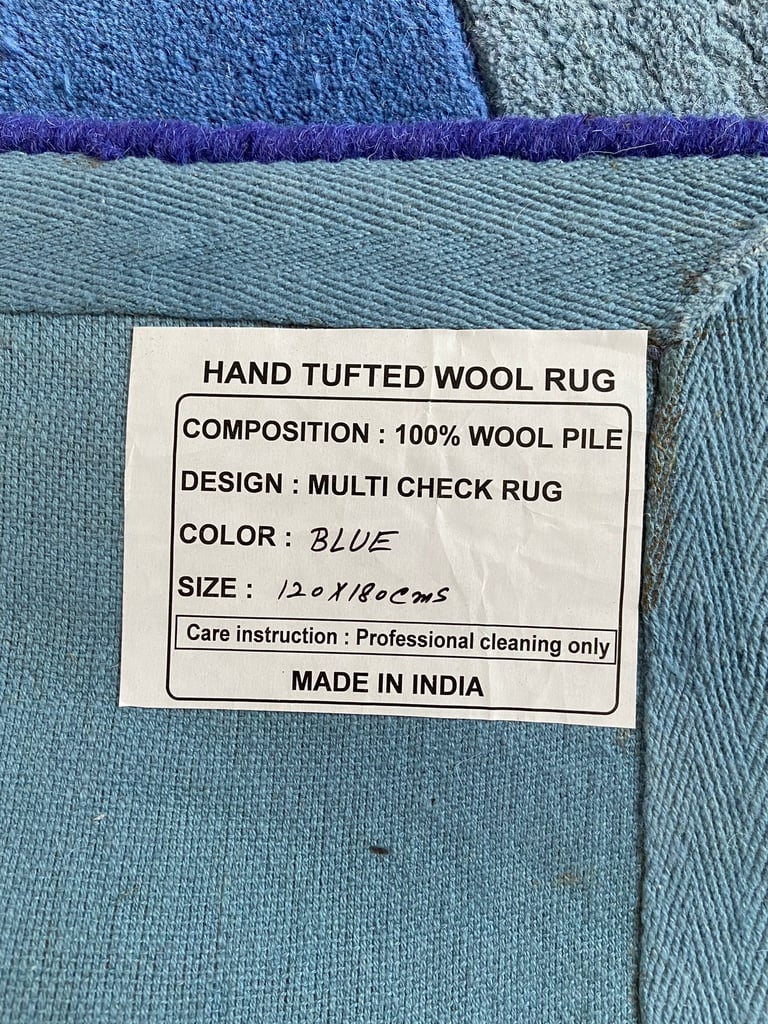 HAND TUFTED WOOL RUG
COMPOSITION : 100% WOOL PILE
DESIGN : MULTI CHECK RUG
COLOR : BLUE
SIZE : 120X180Cms
Care instruction : Professional cleaning only
MADE IN INDIA